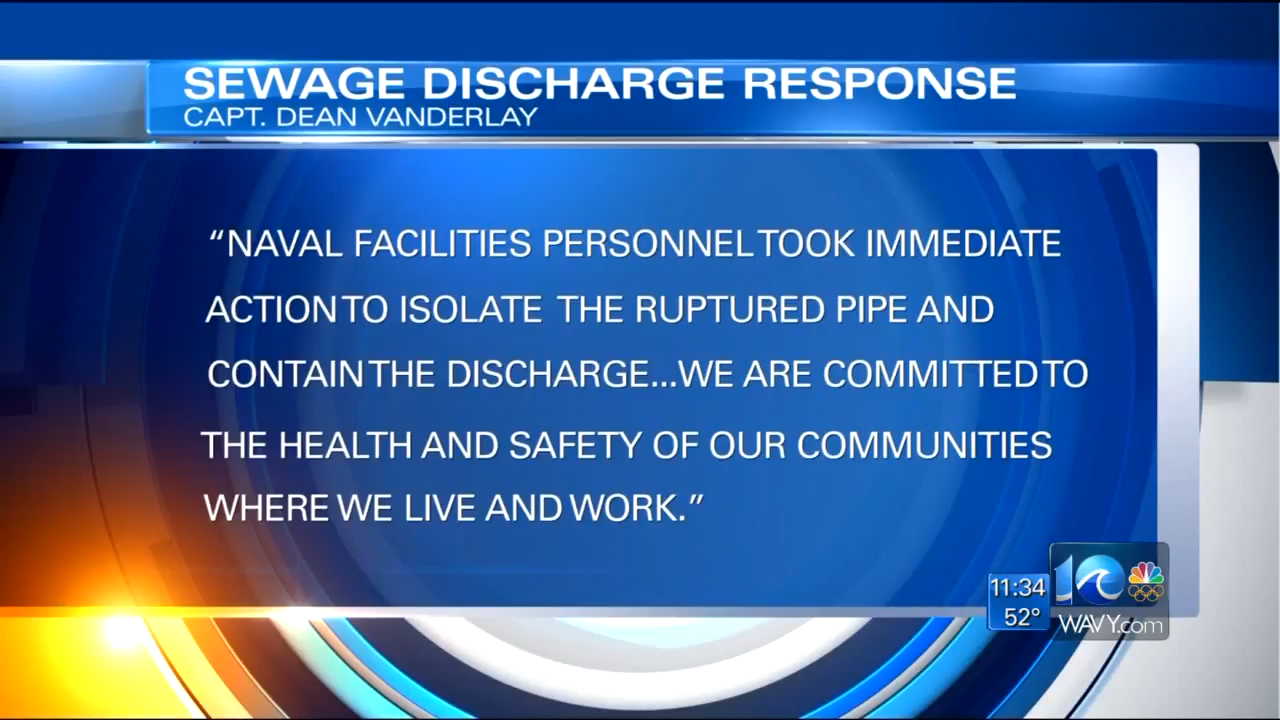 SEWAGE DISCHARGE RESPONSE
CAPT. DEAN VANDERLAY
“NAVAL FACILITIES PERSONNEL TOOK IMMEDIATE
ACTION TO ISOLATE THE RUPTURED PIPE AND
CONTAIN THE DISCHARGE...WE ARE COMMITTED TO
THE HEALTH AND SAFETY OF OUR COMMUNITIES
WHERE WE LIVE AND WORK.”
11:34
52°
10
WAVY.com